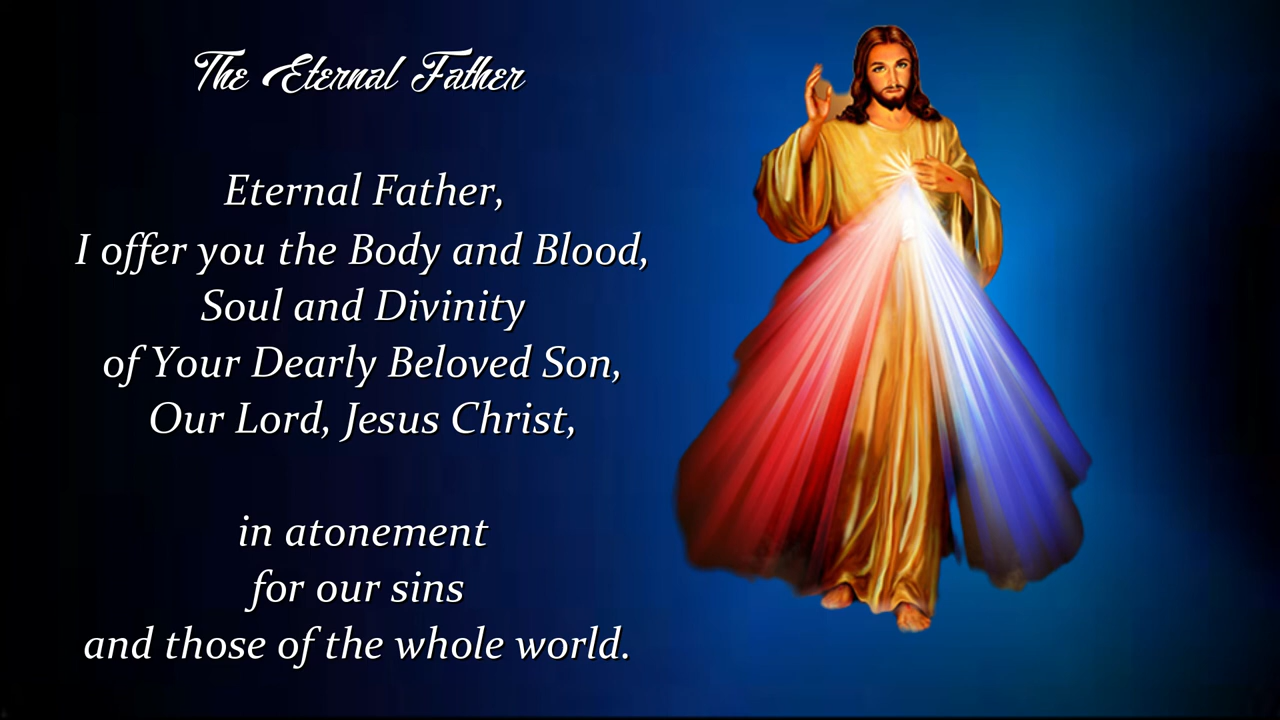 The Eternal Father
Eternal Father,
I offer you the Body and Blood,
Soul and Divinity
of Your Dearly Beloved Son,
Our Lord, Jesus Christ,
in atonement
for our sins
and those of the whole world.